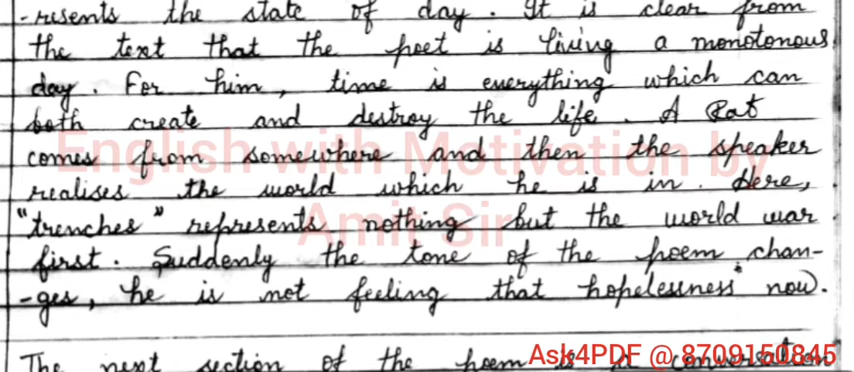 -resents the state of day. It is clear from
the text that the poet is living a monotonous
day. For him, time is everything which can
both create and destroy the life. A Rat
comes from somewhere and then the speaker
English with Motivation by
realises the world which he is in. Here,
"trenches" represents nothing but the world war
Amit Sir
first. Suddenly the tone of the poem chan-
-ges, he is not feeling that hopelessness now.
The next section of the poem is a conversation
Ask4PDF @ 8709150845